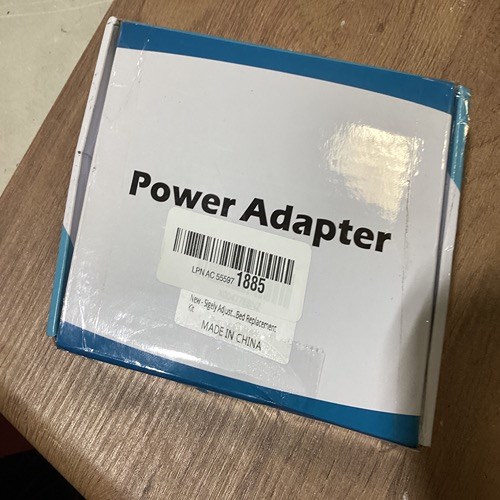 Power Adapter
LPN AC 55597 1885
New - Sigely Adjust...Bed Replacement
Kit
MADE IN CHINA